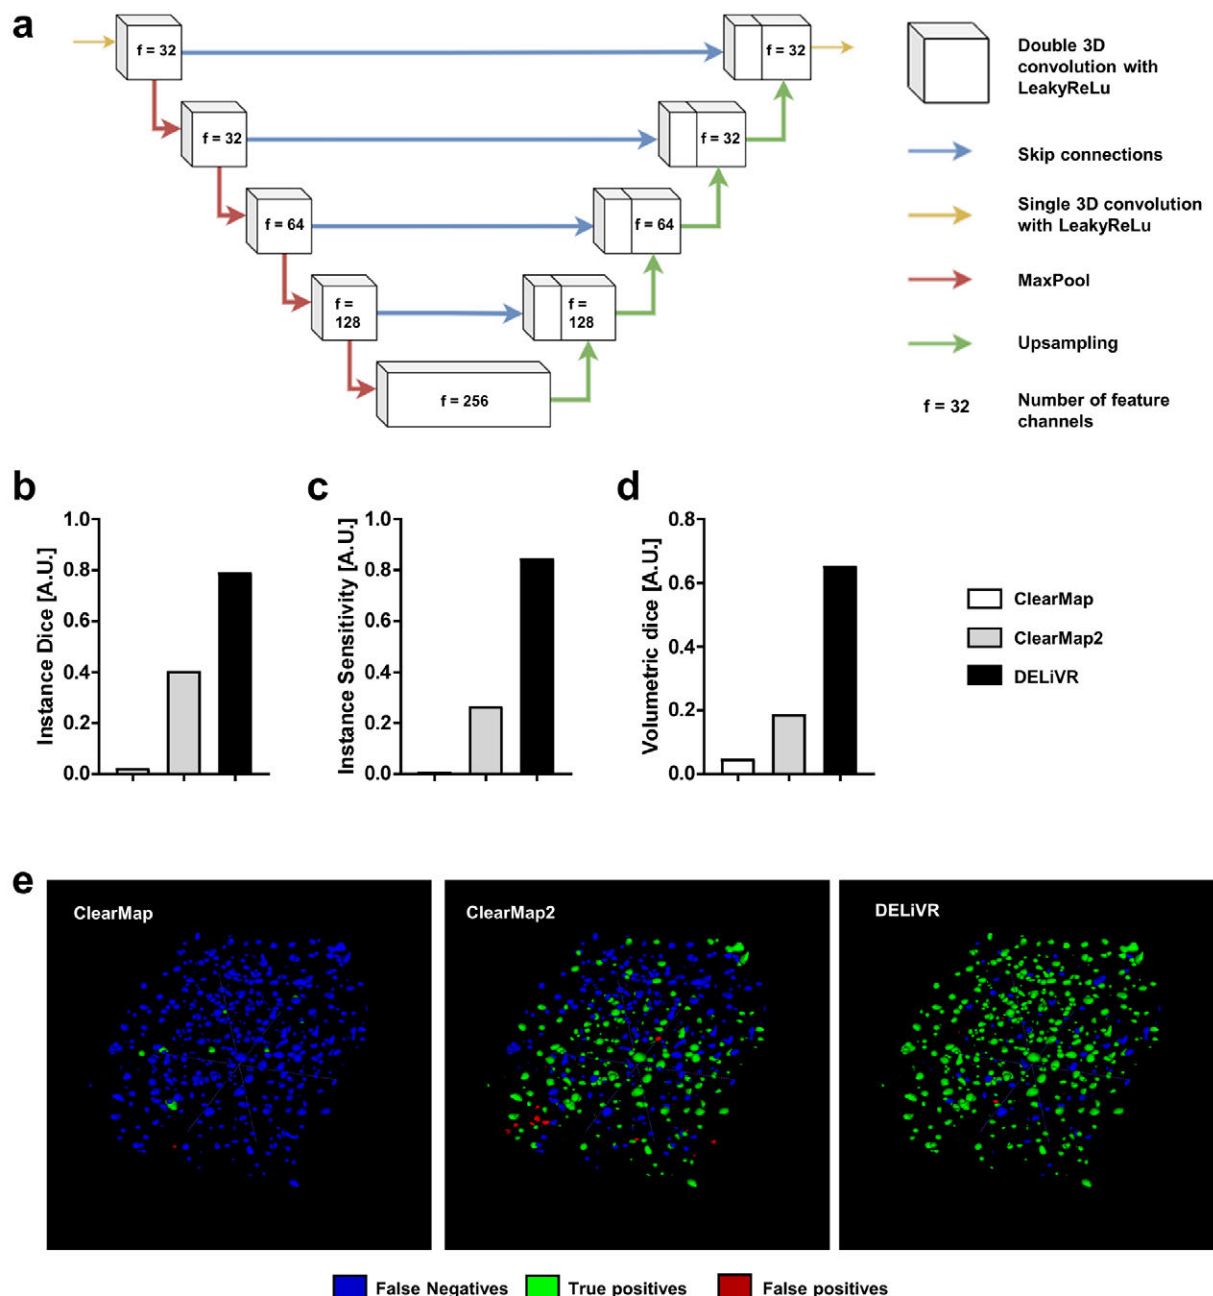 a
f = 32
f = 32
f = 32
f = 32
f = 64
f = 64
f =
128
f =
128
f = 256
Double 3D
convolution with
LeakyReLu
Skip connections
Single 3D convolution
with LeakyReLu
MaxPool
Upsampling
f = 32
Number of feature
channels
b
Instance Dice [A.U.]
1.0
0.8
0.6
0.4
0.2
0.0
c
Instance Sensitivity [A.U.]
1.0
0.8
0.6
0.4
0.2
0.0
d
Volumetric dice [A.U.]
0.8
0.6
0.4
0.2
0.0
ClearMap
ClearMap2
DELiVR
e
ClearMap
ClearMap2
DELiVR
False Negatives
True positives
False positives